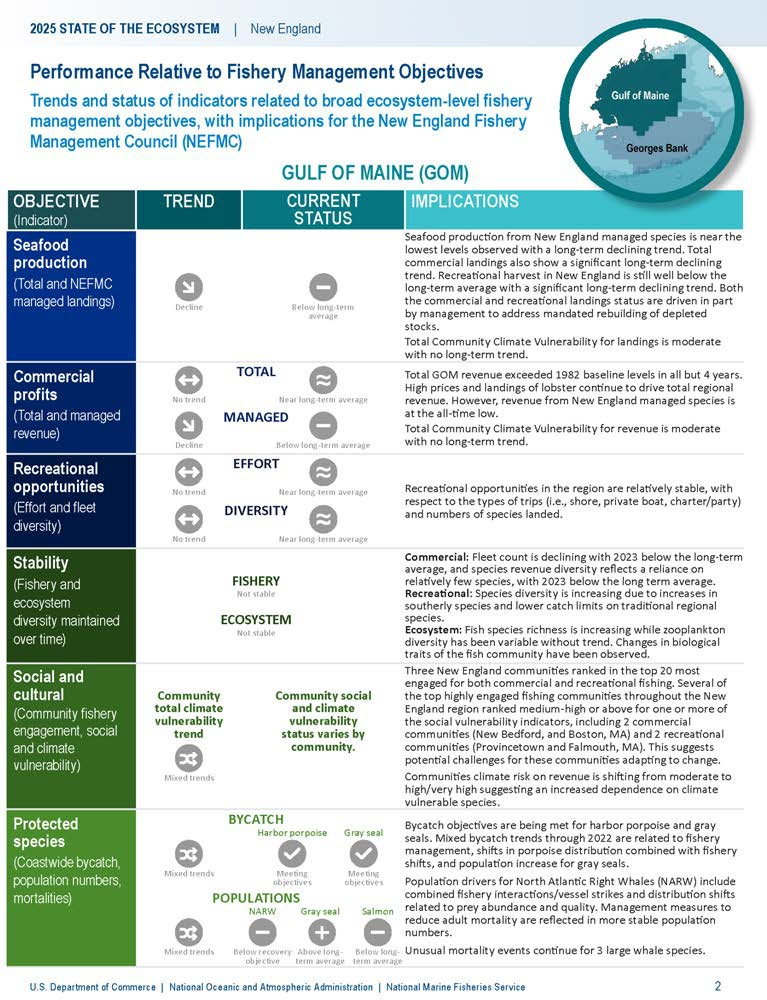 2025 STATE OF THE ECOSYSTEM | New England
Performance Relative to Fishery Management Objectives
Trends and status of indicators related to broad ecosystem-level fishery
management objectives, with implications for the New England Fishery
Management Council (NEFMC)
Gulf of Maine
Georges Bank
GULF OF MAINE (GOM)
OBJECTIVE
(Indicator)
TREND
CURRENT
STATUS
IMPLICATIONS
Seafood
production
(Total and NEFMC
managed landings)
Decline
Below long-term
average
Seafood production from New England managed species is near the
lowest levels observed with a long-term declining trend. Total
commercial landings also show a significant long-term declining
trend. Recreational harvest in New England is still well below the
long-term average with a significant long-term declining trend. Both
the commercial and recreational landings status are driven in part
by management to address mandated rebuilding of depleted
stocks.
Total Community Climate Vulnerability for landings is moderate
with no long-term trend.
Commercial
profits
(Total and managed
revenue)
TOTAL
No trend
Near long-term average
MANAGED
Decline
Below long-term average
Total GOM revenue exceeded 1982 baseline levels in all but 4 years.
High prices and landings of lobster continue to drive total regional
revenue. However, revenue from New England managed species is
at the all-time low.
Total Community Climate Vulnerability for revenue is moderate
with no long-term trend.
Recreational
opportunities
(Effort and fleet
diversity)
EFFORT
No trend
Near long-term average
DIVERSITY
No trend
Near long-term average
Recreational opportunities in the region are relatively stable, with
respect to the types of trips (i.e., shore, private boat, charter/party)
and numbers of species landed.
Stability
(Fishery and
ecosystem
diversity maintained
over time)
FISHERY
Not stable
ECOSYSTEM
Not stable
Commercial: Fleet count is declining with 2023 below the long-term
average, and species revenue diversity reflects a reliance on
relatively few species, with 2023 below the long term average.
Recreational: Species diversity is increasing due to increases in
southerly species and lower catch limits on traditional regional
species.
Ecosystem: Fish species richness is increasing while zooplankton
diversity has been variable without trend. Changes in biological
traits of the fish community have been observed.
Social and
cultural
(Community fishery
engagement, social
and climate
vulnerability)
Community
total climate
vulnerability
trend
Mixed trends
Community social
and climate
vulnerability
status varies by
community.
Three New England communities ranked in the top 20 most
engaged for both commercial and recreational fishing. Several of
the top highly engaged fishing communities throughout the New
England region ranked medium-high or above for one or more of
the social vulnerability indicators, including 2 commercial
communities (New Bedford, and Boston, MA) and 2 recreational
communities (Provincetown and Falmouth, MA). This suggests
potential challenges for these communities adapting to change.
Communities climate risk on revenue is shifting from moderate to
high/very high suggesting an increased dependence on climate
vulnerable species.
Protected
species
(Coastwide bycatch,
population numbers,
mortalities)
BYCATCH
Harbor porpoise
Gray seal
Mixed trends
Meeting
objectives
Meeting
objectives
POPULATIONS
NARW
Gray seal
Salmon
Mixed trends
Below recovery
objective
Above long-
term average
Below long-
term average
Bycatch objectives are being met for harbor porpoise and gray
seals. Mixed bycatch trends through 2022 are related to fishery
management, shifts in porpoise distribution combined with fishery
shifts, and population increase for gray seals.
Population drivers for North Atlantic Right Whales (NARW) include
combined fishery interactions/vessel strikes and distribution shifts
related to prey abundance and quality. Management measures to
reduce adult mortality are reflected in more stable population
numbers.
Unusual mortality events continue for 3 large whale species.
U.S. Department of Commerce | National Oceanic and Atmospheric Administration | National Marine Fisheries Service
2